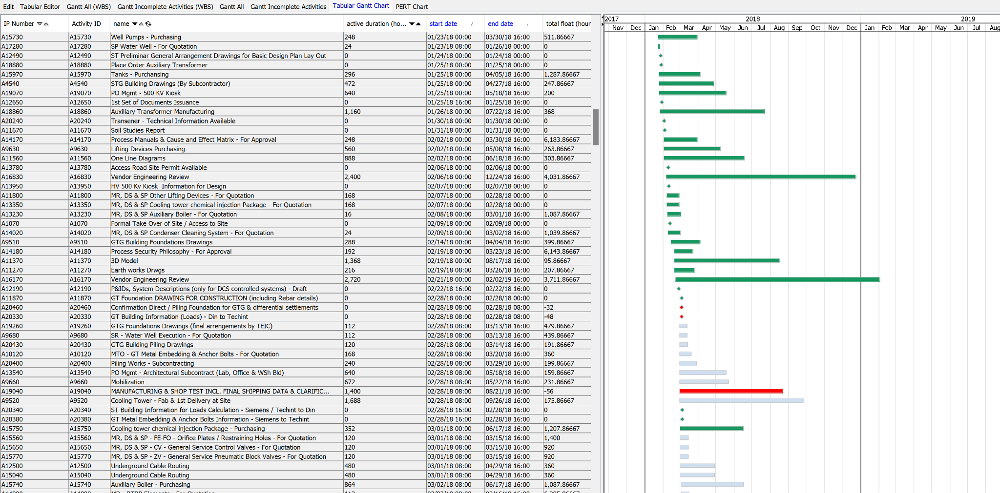 Edit Tabular Editor Gantt All (WBS) Gantt Incomplete Activities (WBS) Gantt All Gantt Incomplete Activities Tabular Gantt Chart PERT Chart
IP Number Activity ID name active duration (ho... start date end date total float (hour
2017 2018 2019
Nov Dec Jan Feb Mar Apr May Jun Jul Aug Sep Oct Nov Dec Jan Feb Mar Apr May Jun Jul Aug
A15730 A15730 Well Pumps - Purchasing 248 01/23/18 00:00 03/30/18 16:00 511.86667
A17280 A17280 SP Water Well - For Quotation 24 01/23/18 08:00 01/26/18 00:00 0
A12490 A12490 ST Preliminar General Arrangement Drawings for Basic Design Plan Lay Out 0 01/24/18 00:00 01/24/18 00:00 0
A18880 A18880 Place Order Auxiliary Transformer 0 01/25/18 00:00 01/25/18 00:00 0
A15970 A15970 Tanks - Purchansing 296 01/25/18 00:00 04/05/18 16:00 1,287.86667
A4540 A4540 STG Building Drawings (By Subcontractor) 472 01/25/18 00:00 04/27/18 16:00 247.86667
A19070 A19070 PO Mgmt - 500 KV Kiosk 640 01/25/18 00:00 05/18/18 16:00 200
A12650 A12650 1st Set of Documents Issuance 0 01/25/18 16:00 01/25/18 16:00 0
A18860 A18860 Auxiliary Transformer Manufacturing 1,160 01/26/18 00:00 07/22/18 16:00 368
A20240 A20240 Transener - Technical Information Available 0 01/30/18 00:00 01/30/18 00:00 0
A11670 A11670 Soil Studies Report 0 01/31/18 00:00 01/31/18 00:00 0
A14170 A14170 Process Manuals & Cause and Effect Matrix - For Approval 248 02/02/18 00:00 03/30/18 16:00 6,183.86667
A9630 A9630 Lifting Devices Purchasing 560 02/02/18 00:00 05/08/18 16:00 263.86667
A11560 A11560 One Line Diagrams 888 02/02/18 00:00 06/18/18 16:00 303.86667
A13780 A13780 Access Road Site Permit Available 0 02/06/18 00:00 02/06/18 00:00 0
A16830 A16830 Vendor Engineering Review 2,400 02/06/18 00:00 12/24/18 16:00 4,031.86667
A13950 A13950 HV 500 Kv Kiosk  Information for Design 0 02/07/18 00:00 02/07/18 00:00 0
A11800 A11800 MR, DS & SP Other Lifting Devices - For Quotation 168 02/07/18 00:00 02/28/18 00:00 0
A13350 A13350 MR, DS & SP Cooling tower chemical injection Package - For Quotation 168 02/07/18 00:00 02/28/18 00:00 0
A13230 A13230 MR, DS & SP Auxiliary Boiler - For Quotation 16 02/08/18 00:00 03/01/18 16:00 1,087.86667
A1070 A1070 Formal Take Over of Site / Access to Site 0 02/09/18 00:00 02/09/18 00:00 0
A14020 A14020 MR, DS & SP Condenser Cleaning System - For Quotation 24 02/09/18 00:00 03/02/18 16:00 1,039.86667
A9510 A9510 GTG Building Foundations Drawings 288 02/14/18 00:00 04/04/18 16:00 399.86667
A14180 A14180 Process Security Philosophy - For Approval 192 02/19/18 00:00 03/23/18 16:00 6,143.86667
A11370 A11370 3D Model 1,368 02/19/18 00:00 08/17/18 16:00 95.86667
A11270 A11270 Earth works Drwgs 216 02/19/18 08:00 03/26/18 16:00 207.86667
A16170 A16170 Vendor Engineering Review 2,720 02/21/18 00:00 02/02/19 16:00 3,711.86667
A12190 A12190 P&IDs, System Descriptions (only for DCS controlled systems) - Draft 0 02/22/18 16:00 02/22/18 16:00 0
A11870 A11870 GT Foundation DRAWING FOR CONSTRUCTION (including Rebar details) 0 02/28/18 00:00 02/28/18 00:00 0
A20460 A20460 Confirmation Direct / Piling Foundation for GTG & differential settlements 0 02/28/18 08:00 02/28/18 08:00 -32
A20330 A20330 GT Building Information (Loads) - Din to Techint 0 02/28/18 08:00 02/28/18 08:00 -48
A19260 A19260 GTG Foundations Drawings (final arrengements by TEIC) 112 02/28/18 08:00 03/13/18 16:00 479.86667
A9680 A9680 SR - Water Well Execution - For Quotation 112 02/28/18 08:00 03/13/18 16:00 439.86667
A20430 A20430 GTG Building Piling Drawings 120 02/28/18 08:00 03/14/18 16:00 191.86667
A10120 A10120 MTO - GT Metal Embedding & Anchor Bolts - For Quotation 168 02/28/18 08:00 03/20/18 16:00 360
A20400 A20400 Piling Works - Subcontracting 240 02/28/18 08:00 03/29/18 16:00 199.86667
A13540 A13540 PO Mgmt - Architectural Subcontract (Lab, Office & WSh Bld) 640 02/28/18 08:00 05/18/18 16:00 159.86667
A9660 A9660 Mobilization 672 02/28/18 08:00 05/22/18 16:00 231.86667
A19040 A19040 MANUFACTURING & SHOP TEST INCL. FINAL SHIPPING DATA & CLARIFIC... 1,400 02/28/18 08:00 08/21/18 16:00 -56
A9520 A9520 Cooling Tower - Fab & 1st Delivery at Site 1,688 02/28/18 08:00 09/26/18 16:00 175.86667
A20340 A20340 ST Building Information for Loads Calculation - Siemens / Techint to Din 0 02/28/18 16:00 02/28/18 16:00 0
A20380 A20380 GT Metal Embedding & Anchor Bolts Information - Siemens to Techint 0 02/28/18 16:00 02/28/18 16:00 0
A15750 A15750 Cooling tower chemical injection Package - Purchasing 352 03/01/18 00:00 06/17/18 16:00 1,207.86667
A15560 A15560 MR, DS & SP - FE-FO - Orifice Plates / Restraining Holes - For Quotation 120 03/01/18 08:00 03/15/18 16:00 1,400
A15650 A15650 MR, DS & SP - CV - General Service Control Valves - For Quotation 120 03/01/18 08:00 03/15/18 16:00 920
A15770 A15770 MR, DS & SP - ZV - General Service Pneumatic Block Valves - For Quotation 120 03/01/18 08:00 03/15/18 16:00 920
A12500 A12500 Underground Cable Routing 480 03/01/18 08:00 04/29/18 16:00 360
A15040 A15040 Underground Cable Routing 480 03/01/18 08:00 04/29/18 16:00 360
A15740 A15740 Auxiliary Boiler - Purchasing 864 03/02/18 08:00 06/17/18 16:00 1,087.86667